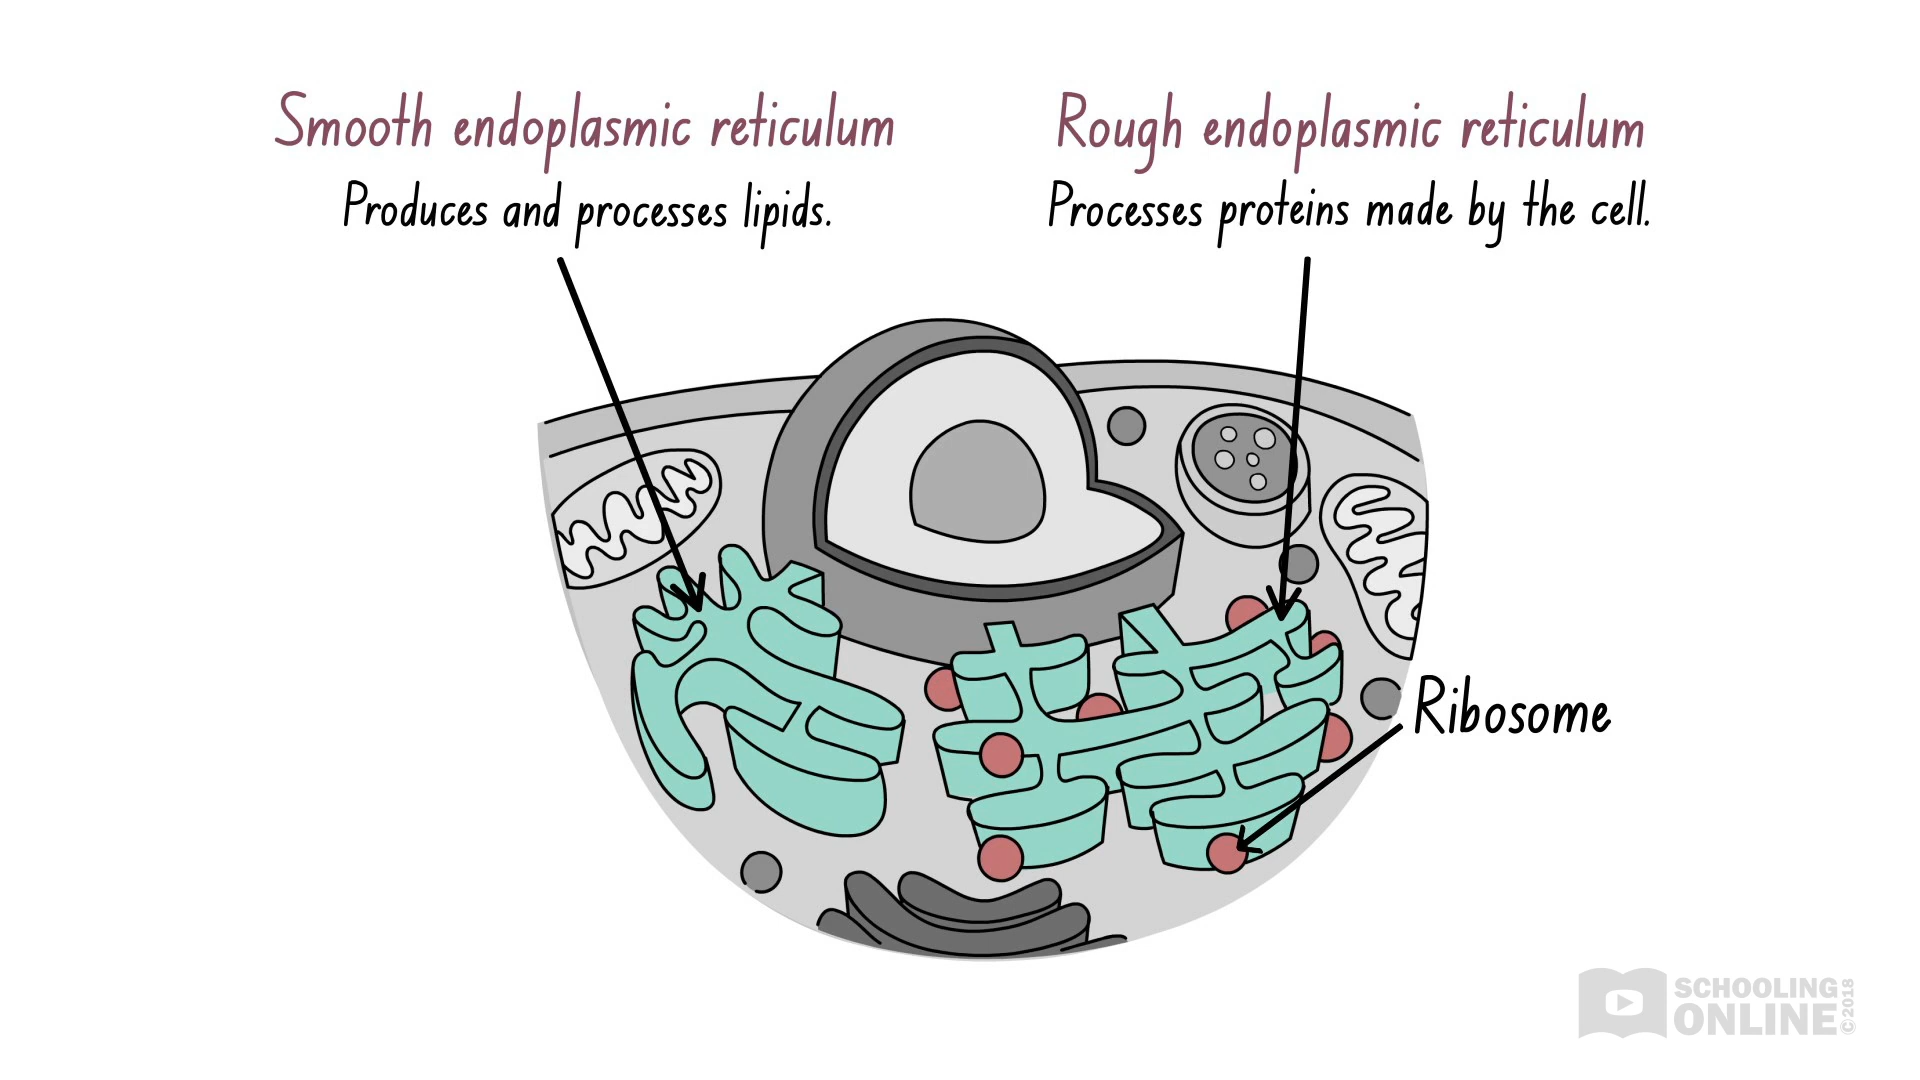 Smooth endoplasmic reticulum
Produces and processes lipids.
Rough endoplasmic reticulum
Processes proteins made by the cell.
Ribosome
SCHOOLING
ONLINE
©2018